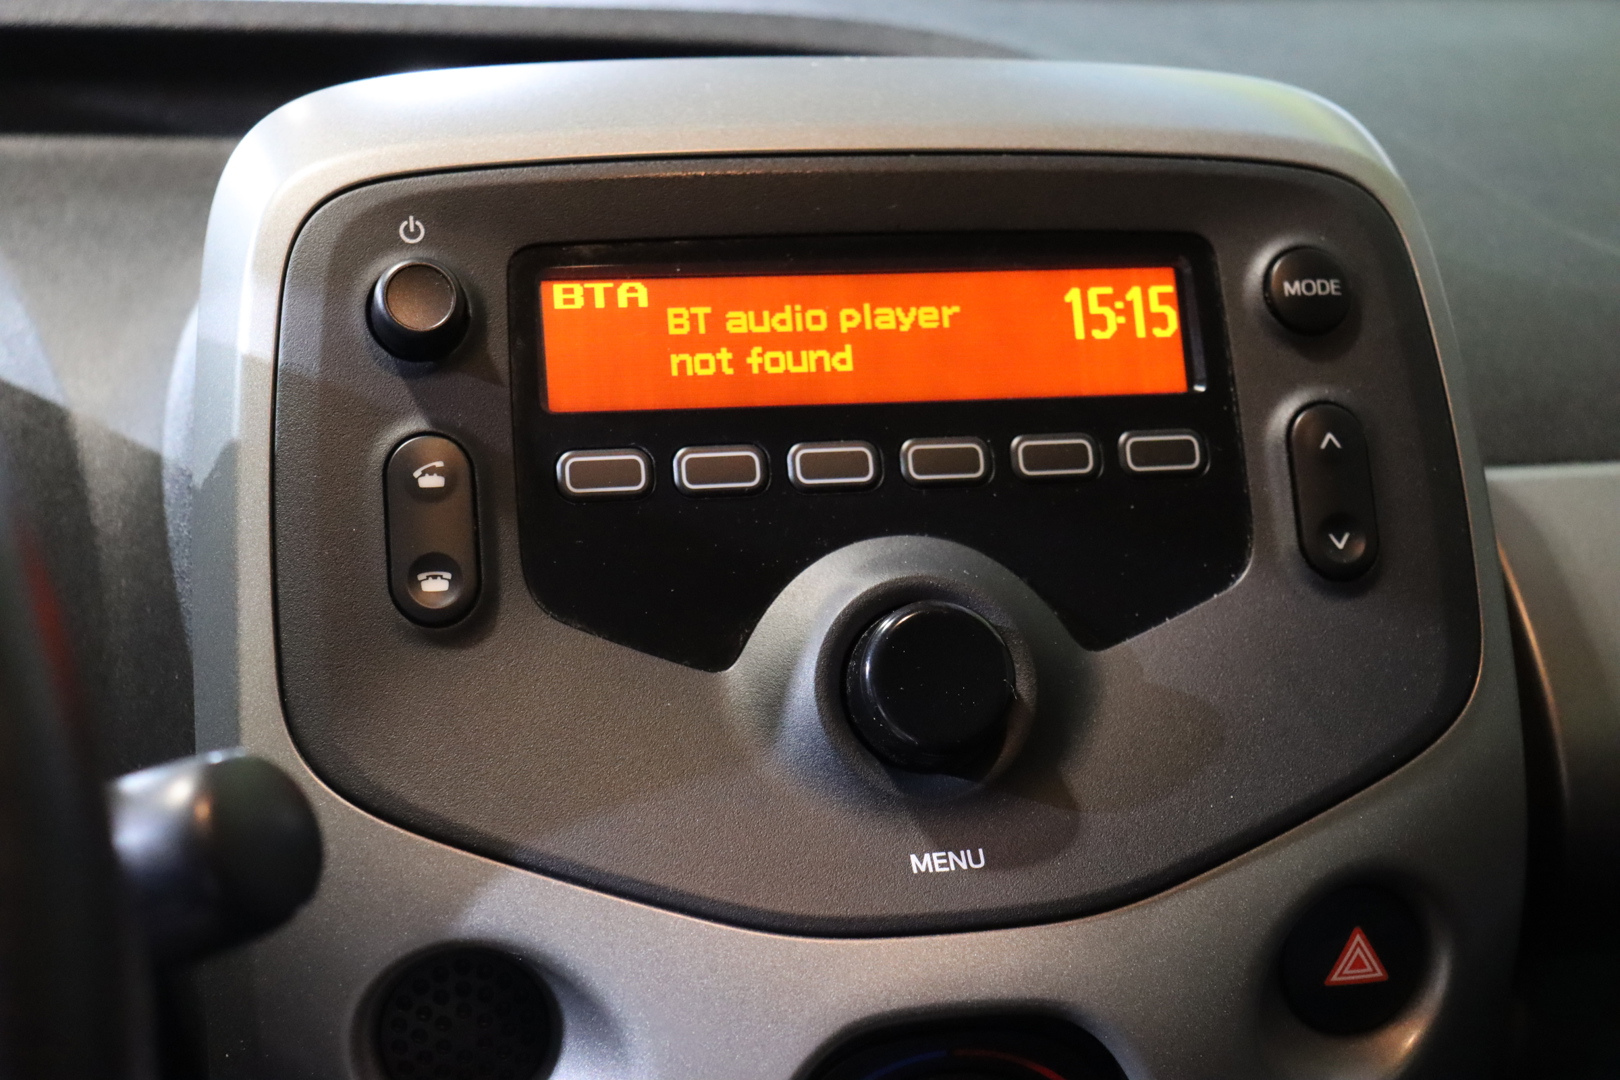 BTA
BT audio player
not found
15:15
MODE
MENU